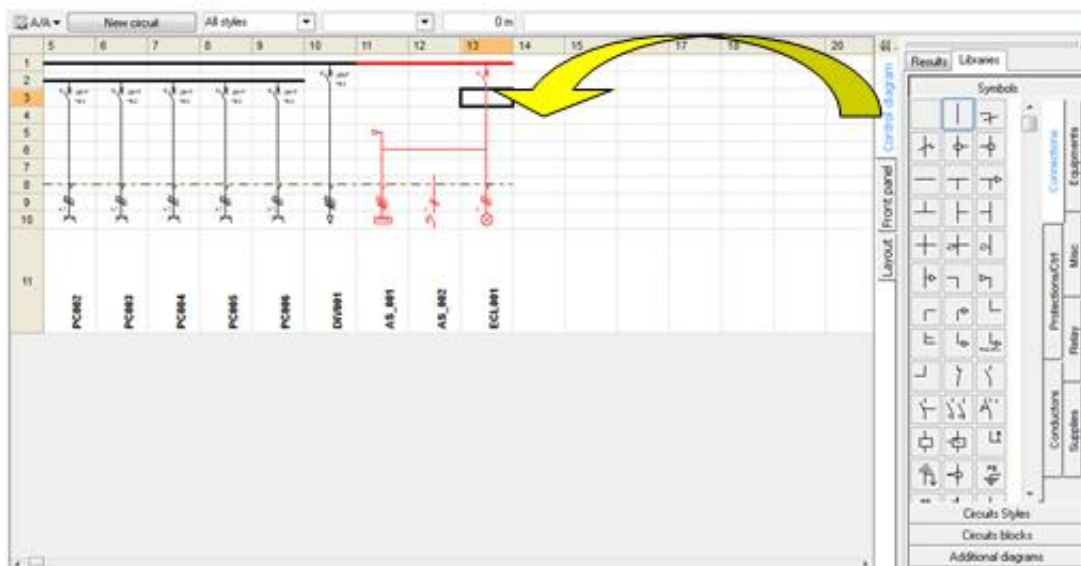 A/A New circuit All styles 0 m
5 6 7 8 9 10 11 12 13 14 15 17 18 20
1
2
3
4
5
6
7
8
9
10
11
PC002 PC003 PC004 PC005 PC006 DIV001 AS_001 AS_002 ECL001
Control diagram
Front panel
Layout
Results Libraries
Symbols
Connections
Protections/Ctrl
Conductors
Equipments
Misc
Relay
Supplies
Circuits Styles
Circuits blocks
Additional diagrams